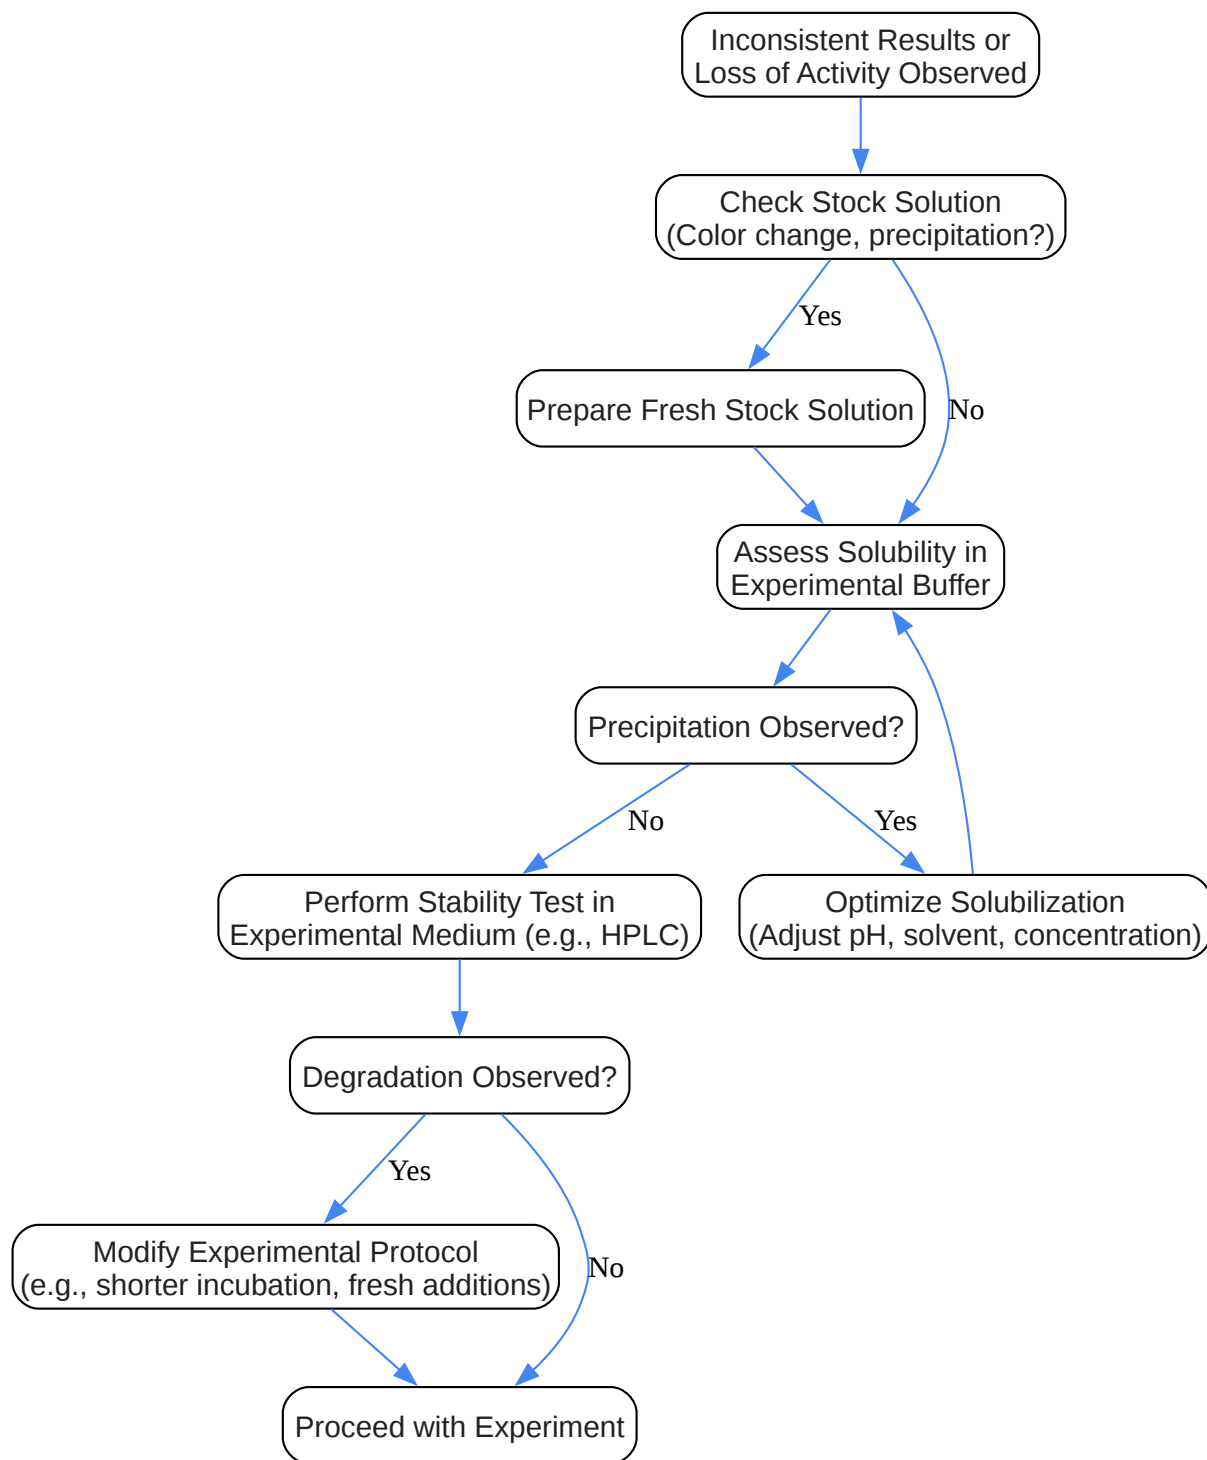 Inconsistent Results or
Loss of Activity Observed
Check Stock Solution
(Color change, precipitation?)
Yes
Prepare Fresh Stock Solution
No
Assess Solubility in
Experimental Buffer
Precipitation Observed?
No
Yes
Perform Stability Test in
Experimental Medium (e.g., HPLC)
Optimize Solubilization
(Adjust pH, solvent, concentration)
Degradation Observed?
Yes
Modify Experimental Protocol
(e.g., shorter incubation, fresh additions)
No
Proceed with Experiment